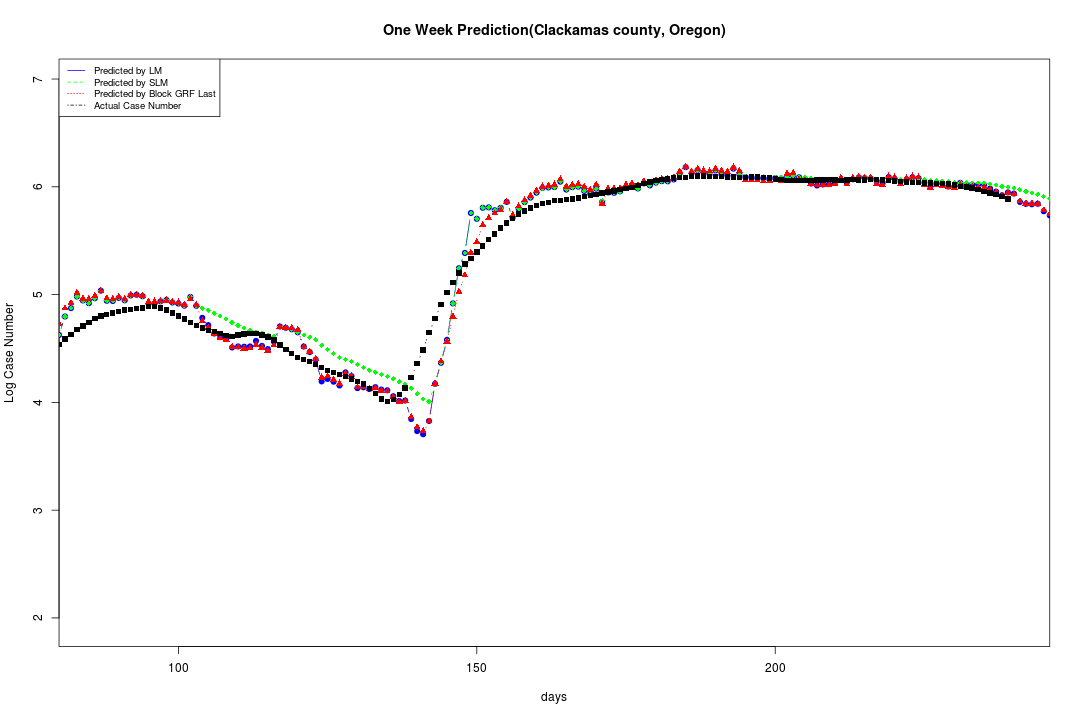 One Week Prediction(Clackamas county, Oregon)
Predicted by LM
Predicted by SLM
Predicted by Block GRF Last
Actual Case Number
7
6
5
4
3
2
Log Case Number
100
150
200
days